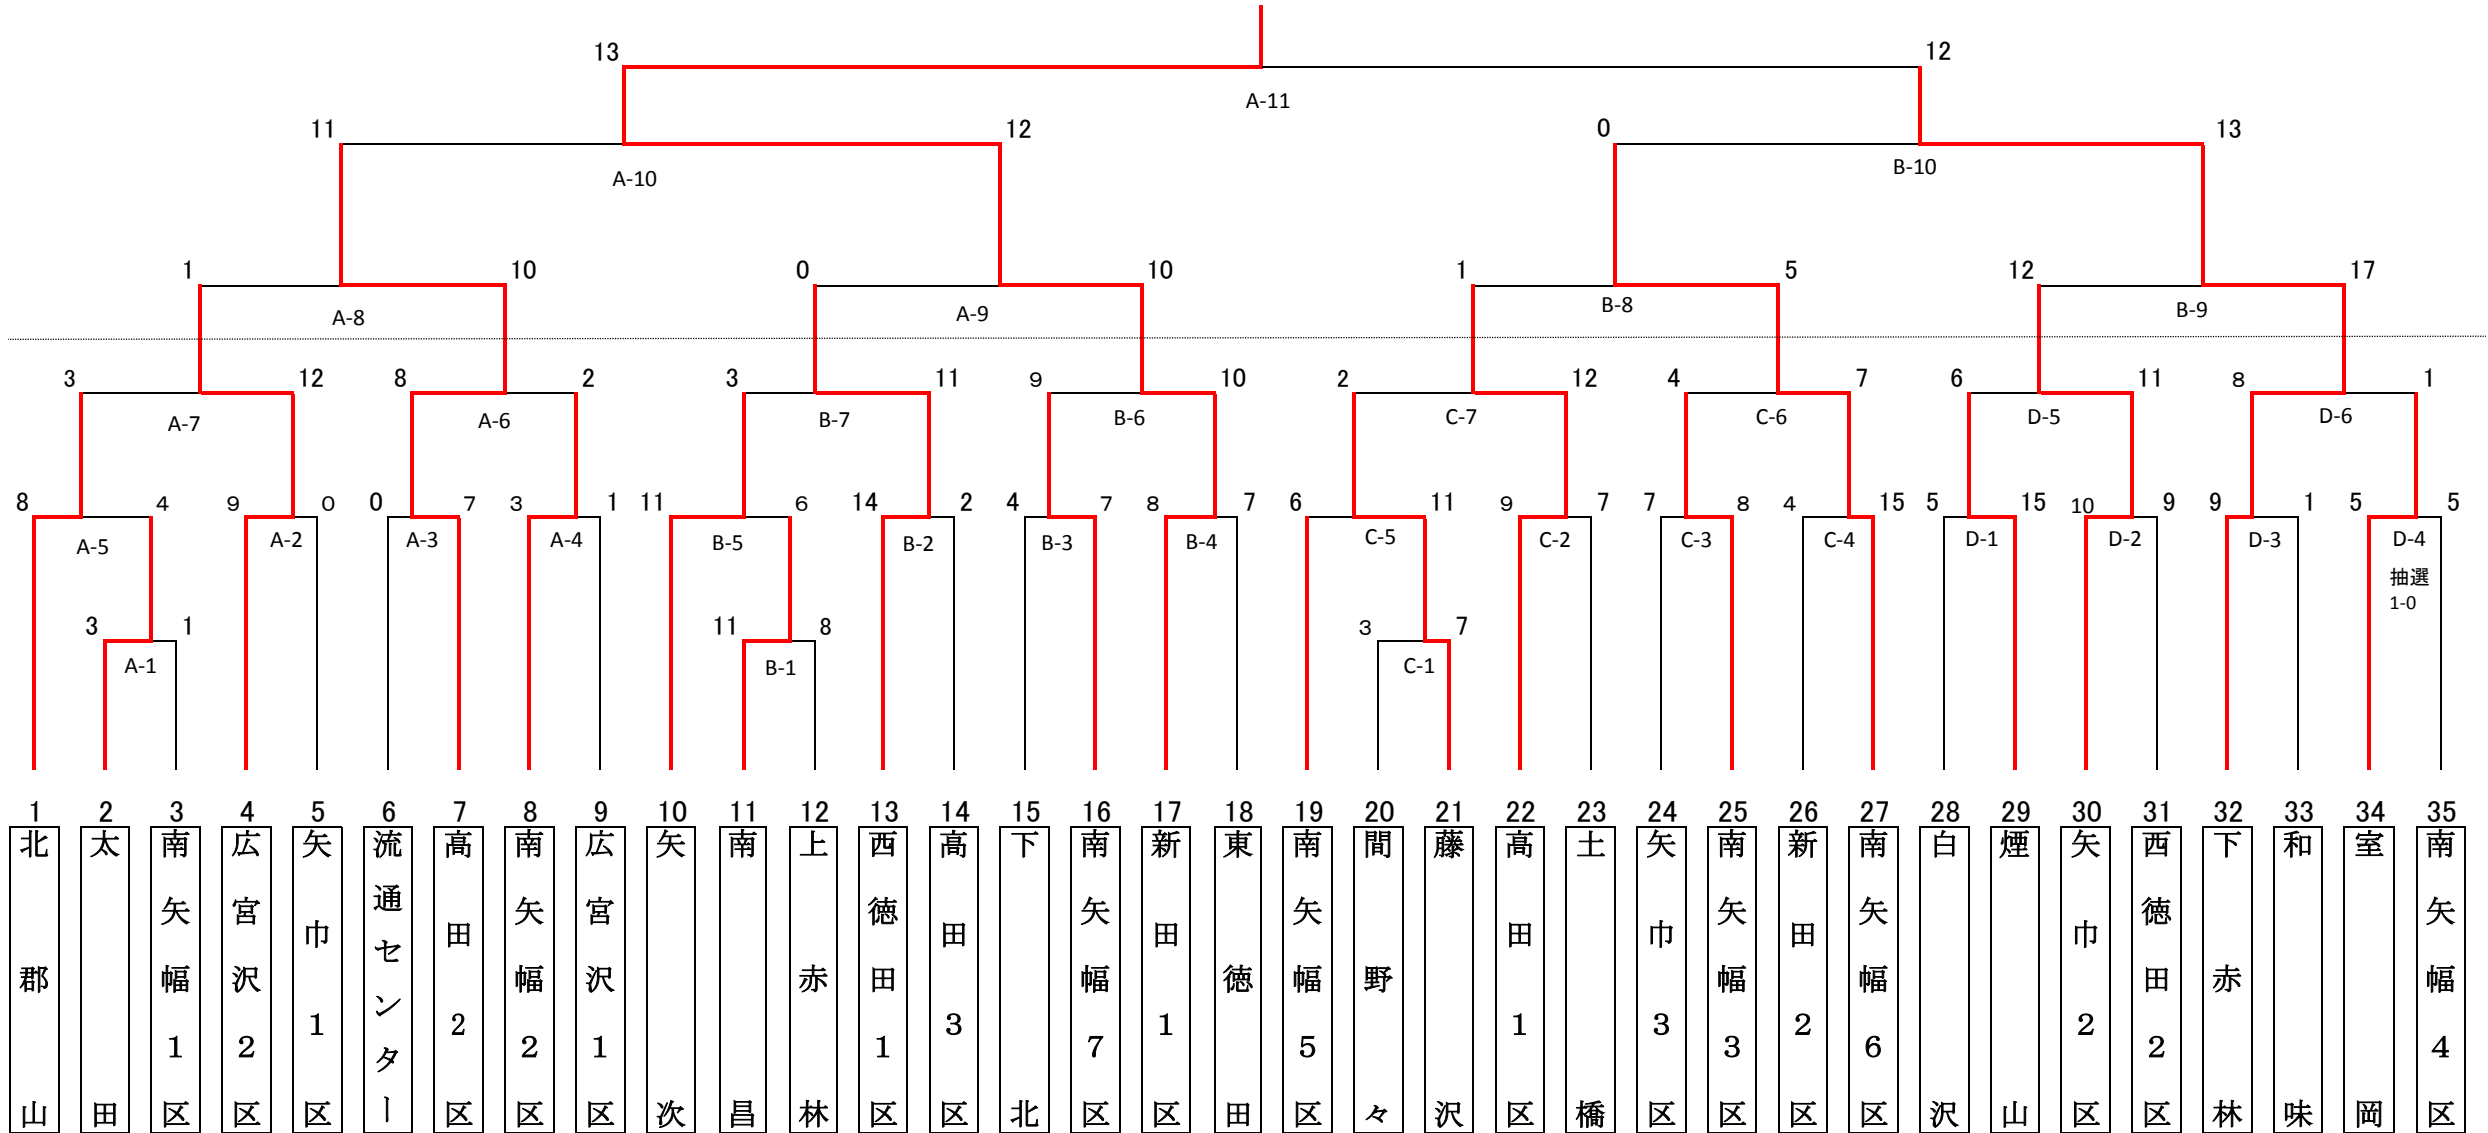 13 12
A-11
11 12 0 13
A-10 B-10
1 10 0 10 1 5 12 17
A-8 A-9 B-8 B-9
3 12 8 2 3 11 9 10 2 12 4 7 6 11 8 1
A-7 A-6 B-7 B-6 C-7 C-6 D-5 D-6
8 4 9 0 0 7 3 1 11 6 14 2 4 7 8 7 6 11 9 7 7 8 4 15 5 15 10 9 9 1 5 5
A-5 A-2 A-3 A-4 B-5 B-2 B-3 B-4 C-5 C-2 C-3 C-4 D-1 D-2 D-3 D-4
抽選
1-0
3 1 11 8 3 7
A-1 B-1 C-1
1 2 3 4 5 6 7 8 9 10 11 12 13 14 15 16 17 18 19 20 21 22 23 24 25 26 27 28 29 30 31 32 33 34 35
北郡山
太田
南矢幅1区
広宮沢2区
矢巾1区
流通センター
高田2区
南矢幅2区
広宮沢1区
矢次
南昌
上赤林
西徳田1区
高田3区
下北
南矢幅7区
新田1区
東徳田
南矢幅5区
間野々
藤沢
高田1区
土橋
矢巾3区
南矢幅3区
新田2区
南矢幅6区
白沢
煙山
矢巾2区
西徳田2区
下赤林
和味
室岡
南矢幅4区